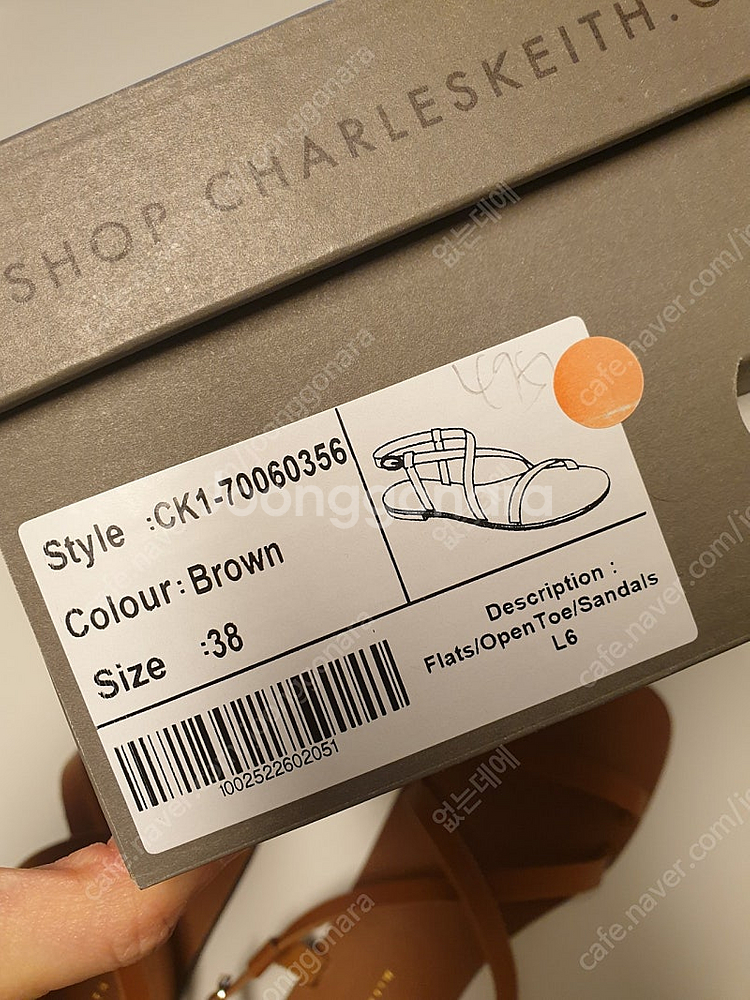 SHOP CHARLESKEITH.C
Style :CK1-70060356
Colour: Brown
Size :38
1002522602051
Description :
Flats/OpenToe/Sandals
L6
bonggonara
없는데에
cafe.naver.com